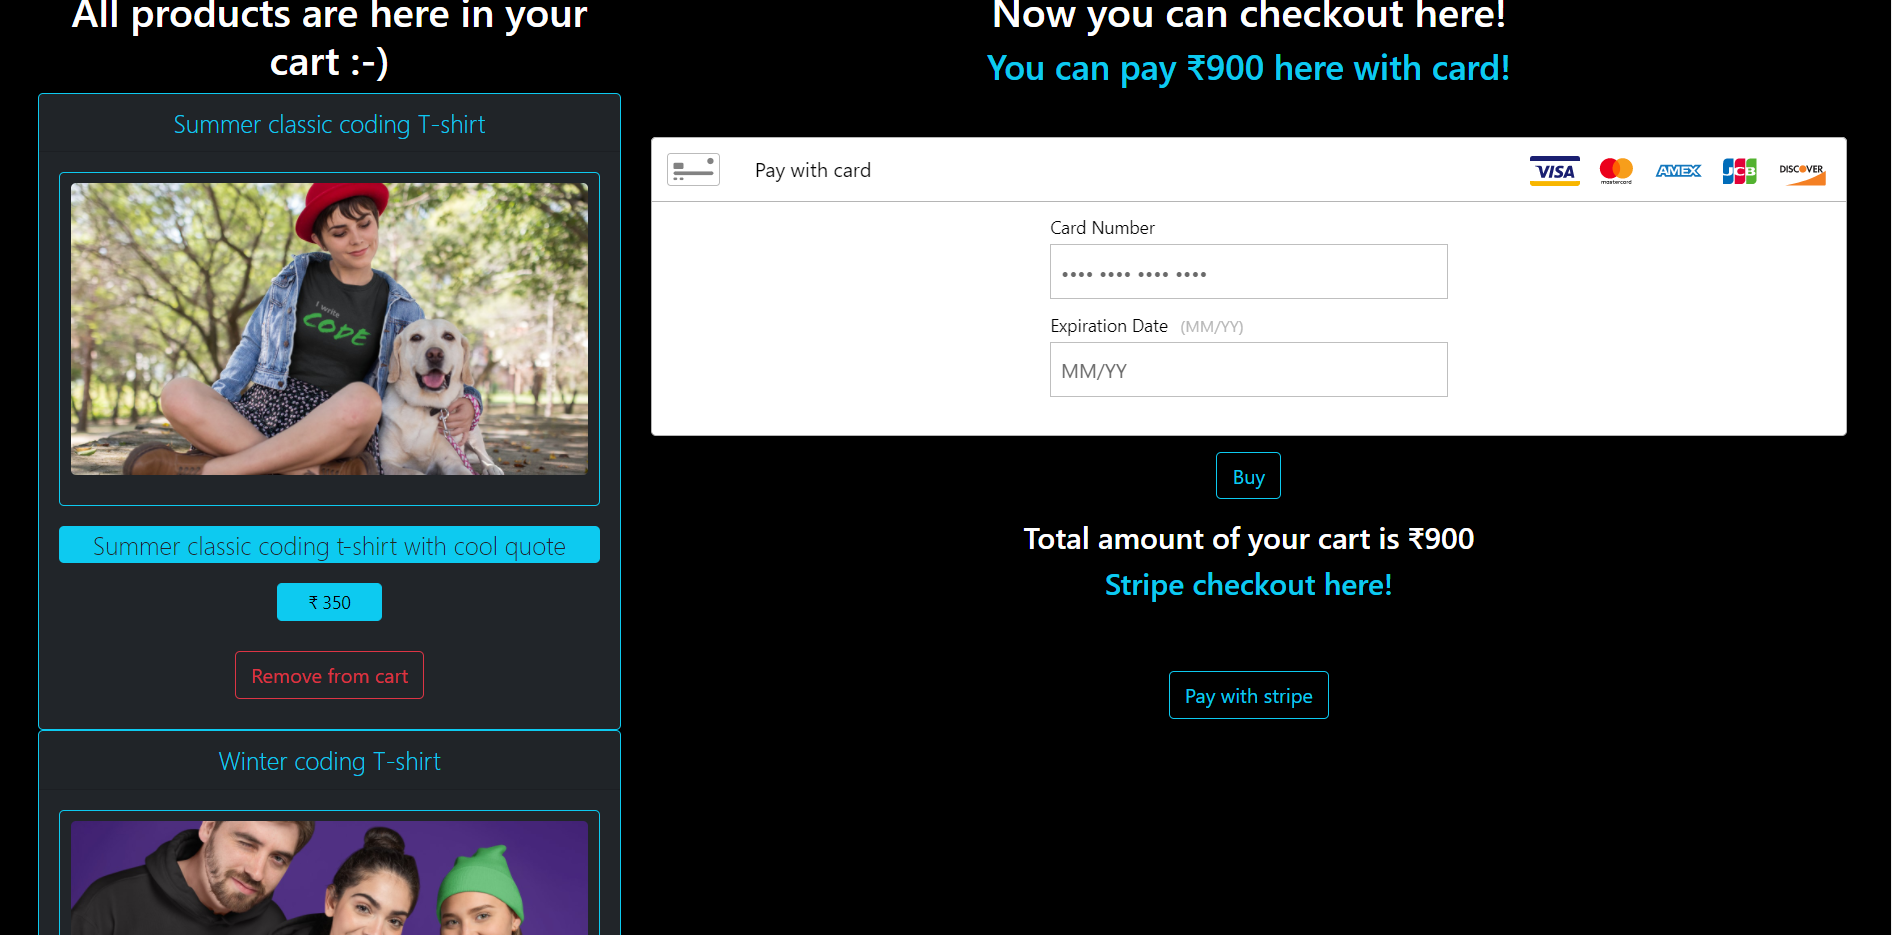 All products are here in your
cart :-)
Summer classic coding T-shirt
I write
CODE
Summer classic coding t-shirt with cool quote
₹ 350
Remove from cart
Winter coding T-shirt
Now you can checkout here!
You can pay ₹900 here with card!
Pay with card
VISA
mastercard
AMEX
JCB
DISCOVER
Card Number
•••• •••• •••• ••••
Expiration Date (MM/YY)
MM/YY
Buy
Total amount of your cart is ₹900
Stripe checkout here!
Pay with stripe